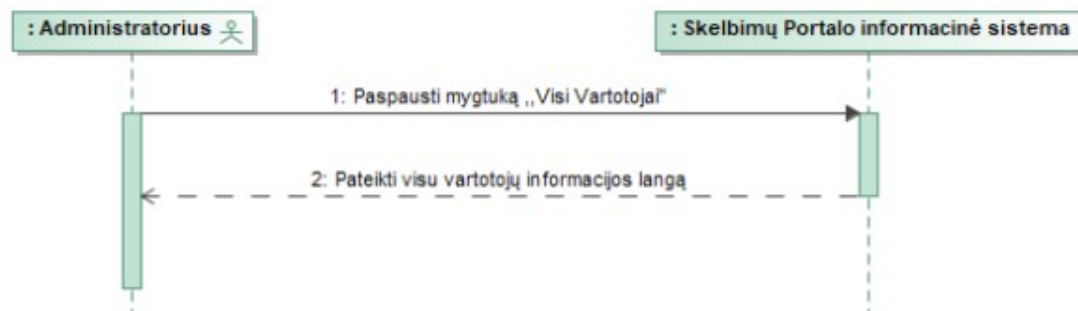 : Administratorius
: Skelbimų Portalo informacinė sistema
1: Paspausti mygtuką ,,Visi Vartotojai"
2: Pateikti visu vartotojų informacijos langą